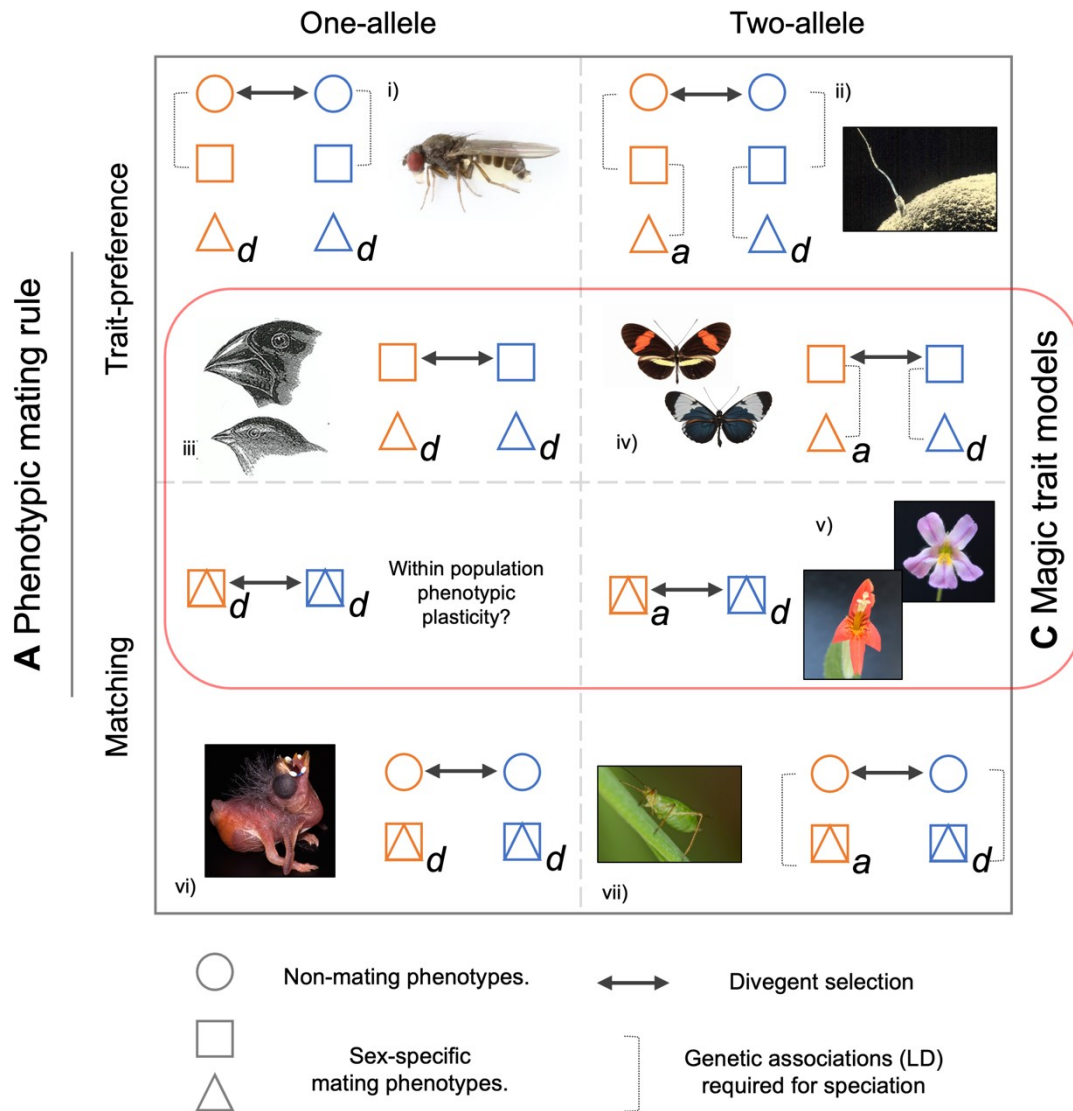 One-allele
Two-allele
A Phenotypic mating rule
Trait-preference
Matching
C Magic trait models
i)
d
d
ii)
a
d
iii)
d
d
iv)
a
d
d
d
Within population
phenotypic
plasticity?
v)
a
d
vi)
d
d
vii)
a
d
Non-mating phenotypes.
Divergent selection
Sex-specific
mating phenotypes.
Genetic associations (LD)
required for speciation